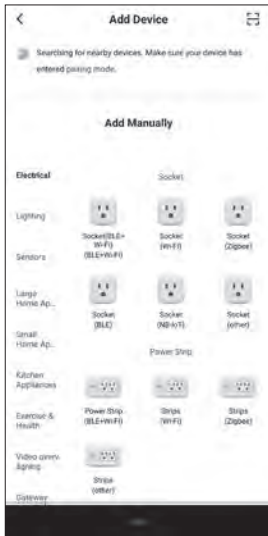 Add Device
Searching for nearby devices. Make sure your device has
entered pairing mode.
Add Manually
Electrical
Lighting
Sensors
Large
Home Ap...
Small
Home Ap...
Kitchen
Appliances
Exercise &
Health
Gateway
Socket
Socket(BLE+
Wi-Fi)
(BLE+Wi-Fi)
Socket
(Wi-Fi)
Socket
(Zigbee)
Socket
(BLE)
Socket
(NB-IoT)
Socket
(other)
Power Strip
Power Strip
(BLE+Wi-Fi)
Strips
(Wi-Fi)
Strips
(Zigbee)
Strips
(other)